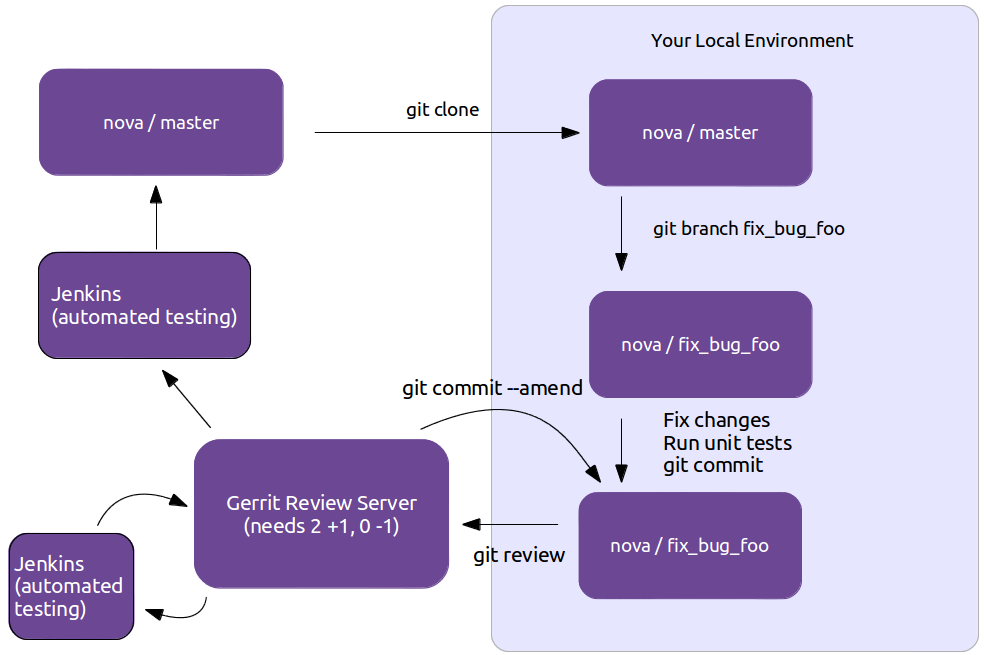 Your Local Environment
nova / master
git clone
nova / master
git branch fix_bug_foo
Jenkins
(automated testing)
nova / fix_bug_foo
git commit --amend
Fix changes
Run unit tests
git commit
Gerrit Review Server
(needs 2 +1, 0 -1)
nova / fix_bug_foo
git review
Jenkins
(automated
testing)